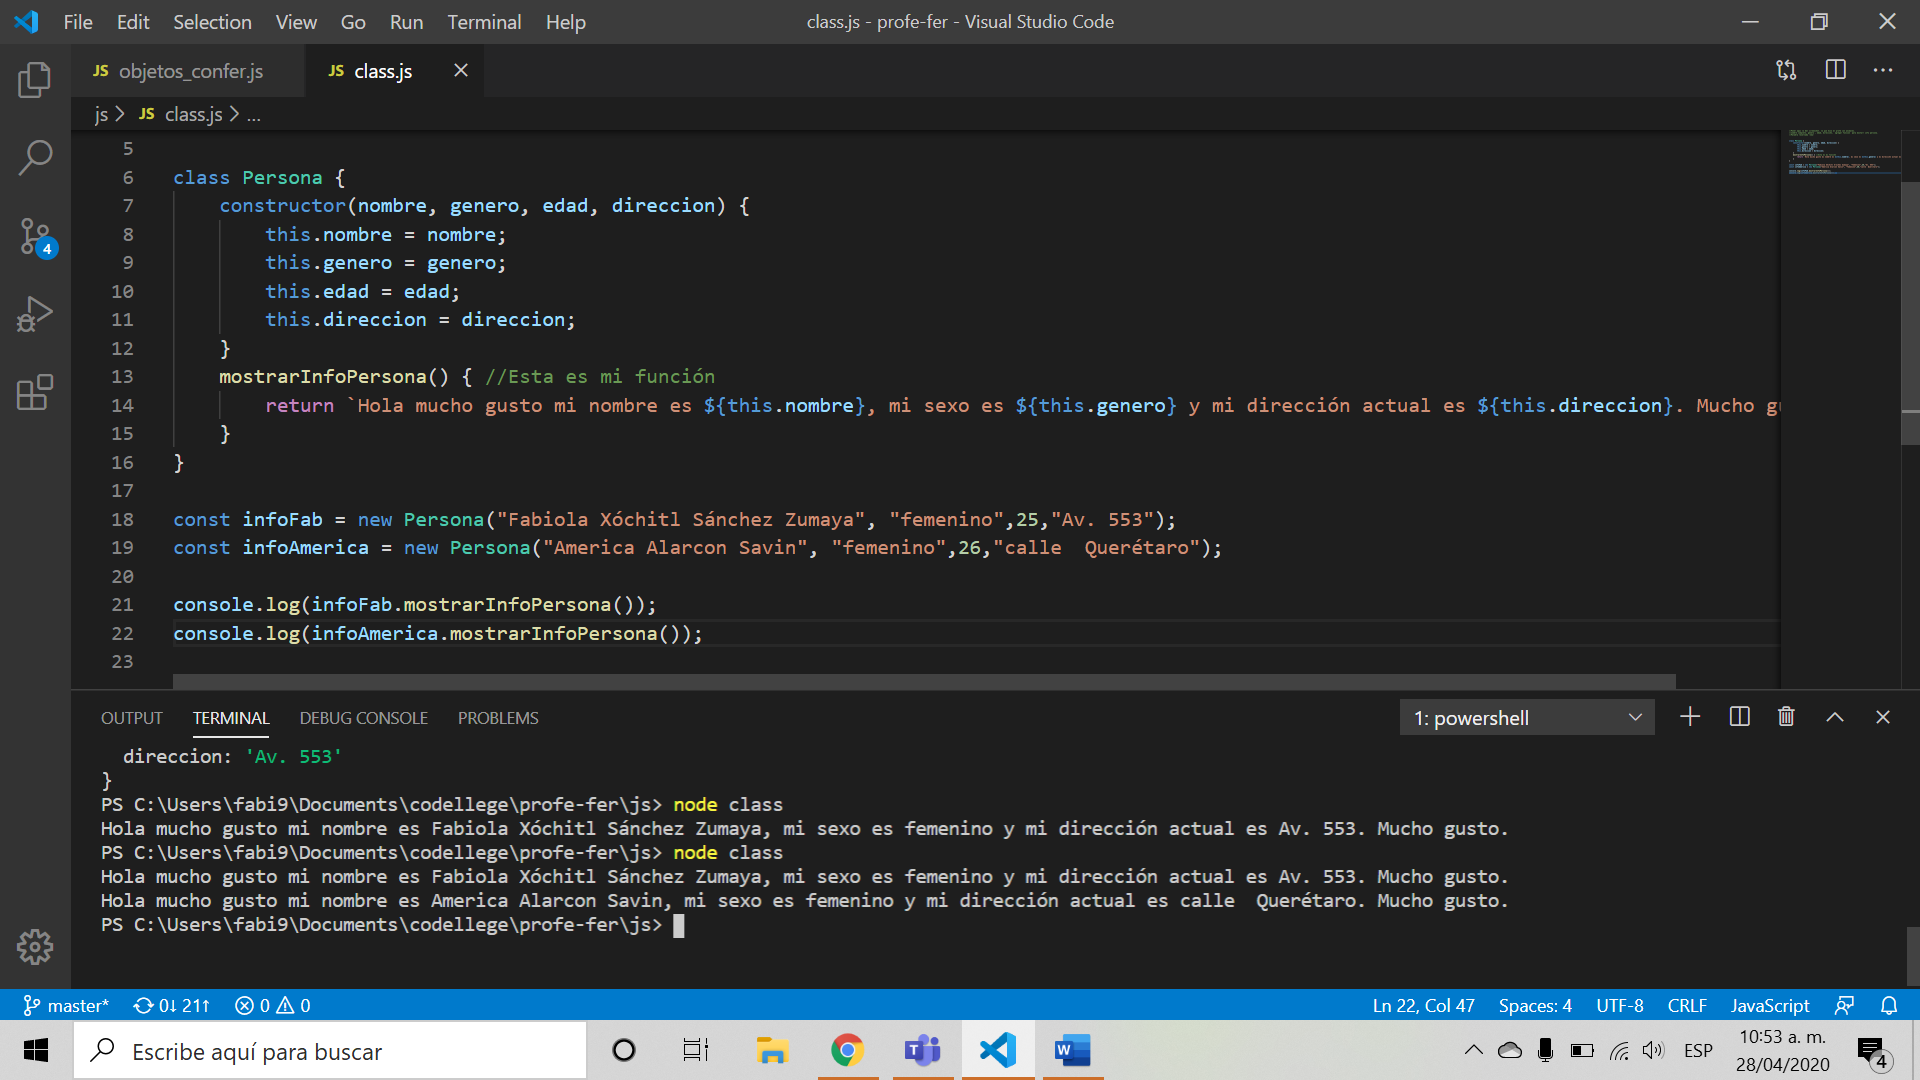 File Edit Selection View Go Run Terminal Help class.js - profe-fer - Visual Studio Code
JS objetos_confer.js JS class.js
js > JS class.js > ...
5
6 class Persona {
7 constructor(nombre, genero, edad, direccion) {
8 this.nombre = nombre;
9 this.genero = genero;
10 this.edad = edad;
11 this.direccion = direccion;
12 }
13 mostrarInfoPersona() { //Esta es mi función
14 return `Hola mucho gusto mi nombre es ${this.nombre}, mi sexo es ${this.genero} y mi dirección actual es ${this.direccion}. Mucho
15 }
16 }
17
18 const infoFab = new Persona("Fabiola Xóchitl Sánchez Zumaya", "femenino",25,"Av. 553");
19 const infoAmerica = new Persona("America Alarcon Savin", "femenino",26,"calle  Querétaro");
20
21 console.log(infoFab.mostrarInfoPersona());
22 console.log(infoAmerica.mostrarInfoPersona());
23
4
OUTPUT TERMINAL DEBUG CONSOLE PROBLEMS 1: powershell
direccion: 'Av. 553'
}
PS C:\Users\fabi9\Documents\codellege\profe-fer\js> node class
Hola mucho gusto mi nombre es Fabiola Xóchitl Sánchez Zumaya, mi sexo es femenino y mi dirección actual es Av. 553. Mucho gusto.
PS C:\Users\fabi9\Documents\codellege\profe-fer\js> node class
Hola mucho gusto mi nombre es Fabiola Xóchitl Sánchez Zumaya, mi sexo es femenino y mi dirección actual es Av. 553. Mucho gusto.
Hola mucho gusto mi nombre es America Alarcon Savin, mi sexo es femenino y mi dirección actual es calle  Querétaro. Mucho gusto.
PS C:\Users\fabi9\Documents\codellege\profe-fer\js>
master* 0↓ 21↑ 0 0 Ln 22, Col 47 Spaces: 4 UTF-8 CRLF JavaScript
Escribe aquí para buscar T W ESP 10:53 a. m.
28/04/2020 4